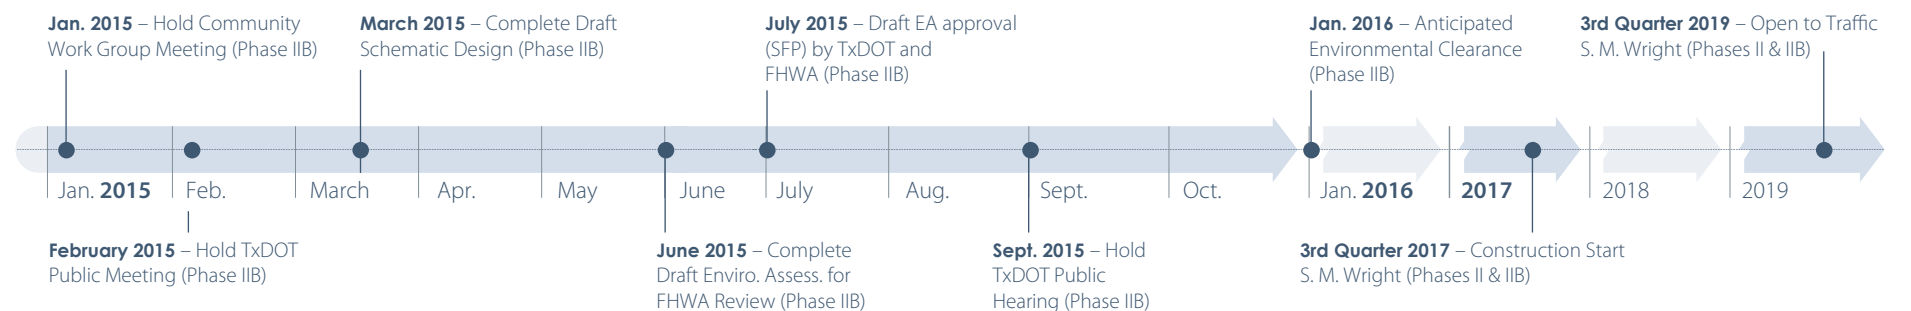 Jan. 2015 – Hold Community
Work Group Meeting (Phase IIB)
March 2015 – Complete Draft
Schematic Design (Phase IIB)
July 2015 – Draft EA approval
(SFP) by TxDOT and
FHWA (Phase IIB)
Jan. 2016 – Anticipated
Environmental Clearance
(Phase IIB)
3rd Quarter 2019 – Open to Traffic
S. M. Wright (Phases II & IIB)
Jan. 2015
Feb.
March
Apr.
May
June
July
Aug.
Sept.
Oct.
Jan. 2016
2017
2018
2019
February 2015 – Hold TxDOT
Public Meeting (Phase IIB)
June 2015 – Complete
Draft Enviro. Assess. for
FHWA Review (Phase IIB)
Sept. 2015 – Hold
TxDOT Public
Hearing (Phase IIB)
3rd Quarter 2017 – Construction Start
S. M. Wright (Phases II & IIB)